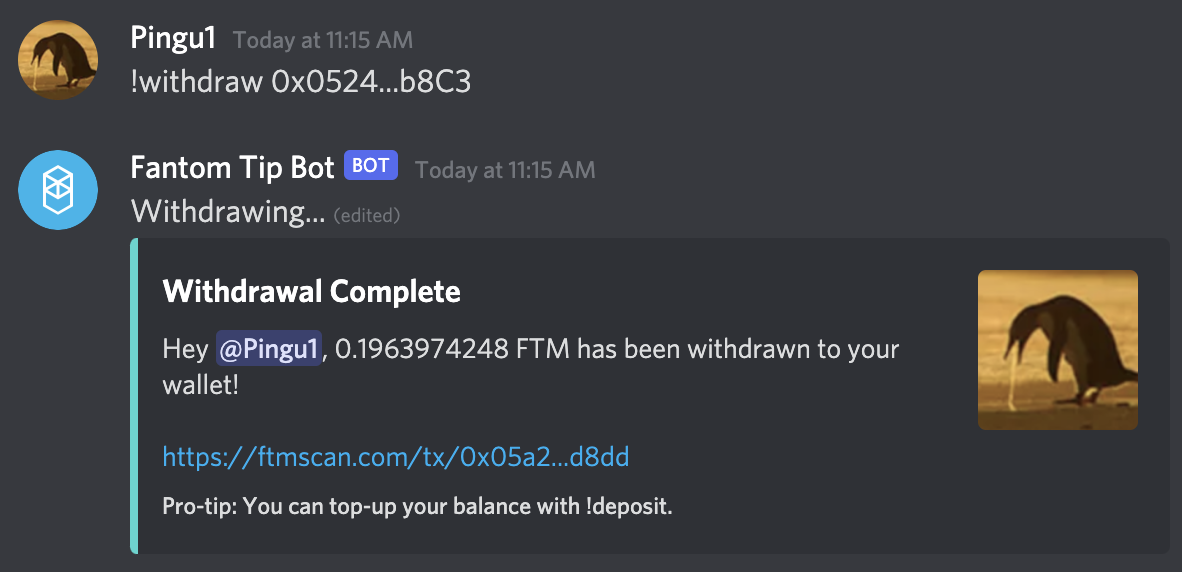 Pingu1 Today at 11:15 AM
!withdraw 0x0524...b8C3
Fantom Tip Bot BOT Today at 11:15 AM
Withdrawing... (edited)
Withdrawal Complete
Hey @Pingu1, 0.1963974248 FTM has been withdrawn to your
wallet!
https://ftmscan.com/tx/0x05a2...d8dd
Pro-tip: You can top-up your balance with !deposit.